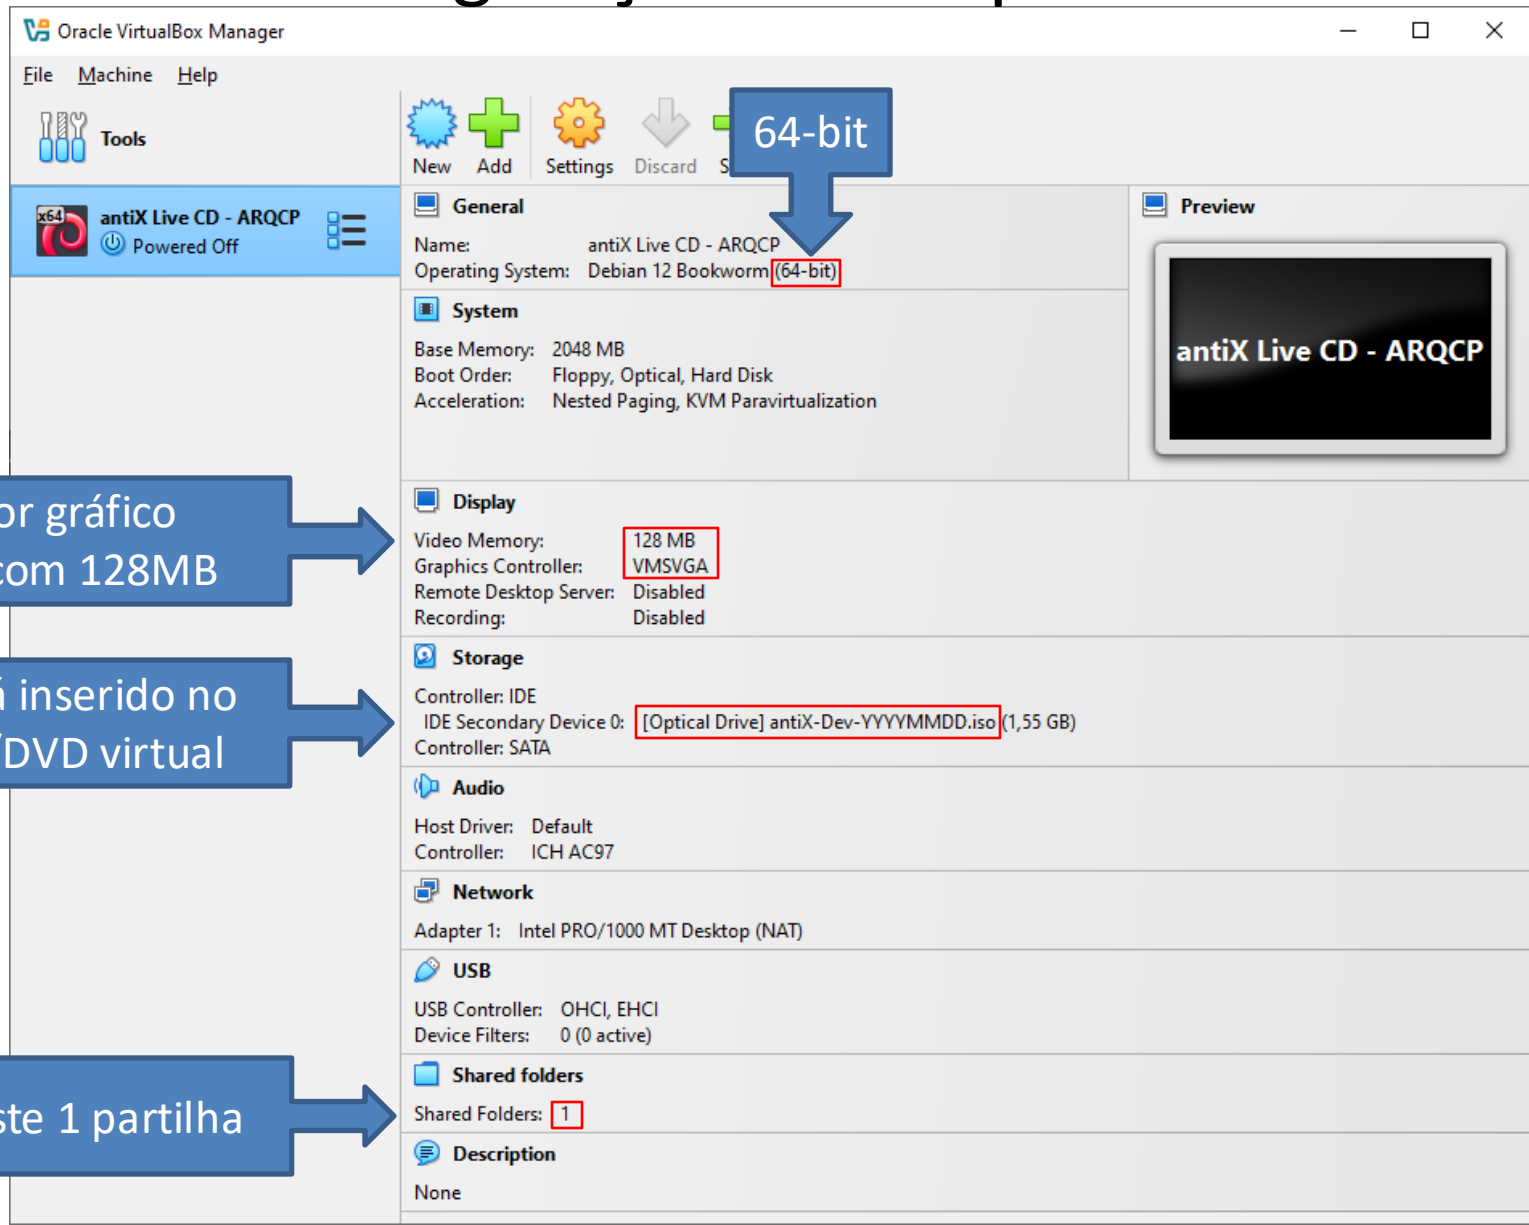 Oracle VirtualBox Manager
File Machine Help
Tools
New Add Settings Discard
64-bit
x64 antiX Live CD - ARQCP
Powered Off
General
Name: antiX Live CD - ARQCP
Operating System: Debian 12 Bookworm (64-bit)
Preview
antiX Live CD - ARQCP
System
Base Memory: 2048 MB
Boot Order: Floppy, Optical, Hard Disk
Acceleration: Nested Paging, KVM Paravirtualization
or gráfico
com 128MB
Display
Video Memory: 128 MB
Graphics Controller: VMSVGA
Remote Desktop Server: Disabled
Recording: Disabled
inserido no
/DVD virtual
Storage
Controller: IDE
IDE Secondary Device 0: [Optical Drive] antiX-Dev-YYYYMMDD.iso (1,55 GB)
Controller: SATA
Audio
Host Driver: Default
Controller: ICH AC97
Network
Adapter 1: Intel PRO/1000 MT Desktop (NAT)
USB
USB Controller: OHCI, EHCI
Device Filters: 0 (0 active)
ste 1 partilha
Shared folders
Shared Folders: 1
Description
None